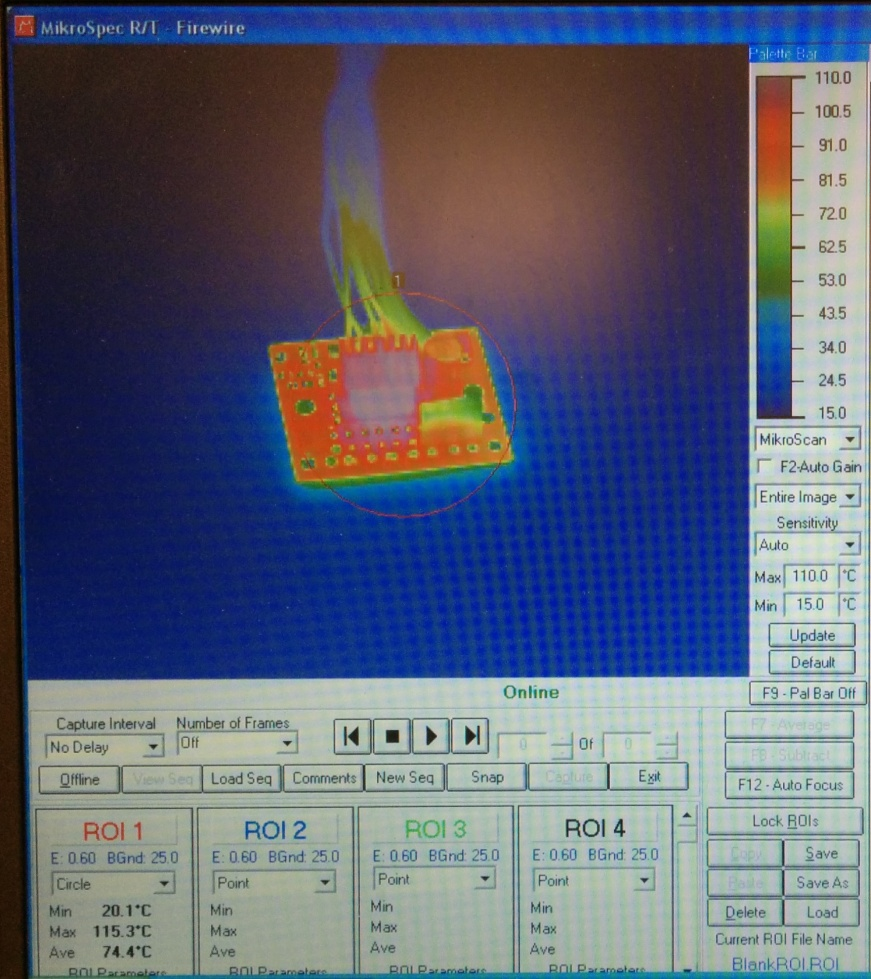 MikroSpec R/T - Firewire
Palette Bar
110.0
100.5
91.0
81.5
72.0
62.5
53.0
43.5
34.0
24.5
15.0
1
MikroScan
F2-Auto Gain
Entire Image
Sensitivity
Auto
Max 110.0 °C
Min 15.0 °C
Update
Default
Online
F9 - Pal Bar Off
Capture Interval Number of Frames
No Delay Off
0 Of 0
F7 - Average
F8 - Subtract
F12 - Auto Focus
Offline View Seq Load Seq Comments New Seq Snap Capture Exit
Lock ROIs
Copy Save
Paste Save As
Delete Load
Current ROI File Name
BlankROI.ROI
ROI 1
E: 0.60 BGnd: 25.0
Circle
Min 20.1°C
Max 115.3°C
Ave 74.4°C
ROI Parameters
ROI 2
E: 0.60 BGnd: 25.0
Point
Min
Max
Ave
ROI Parameters
ROI 3
E: 0.60 BGnd: 25.0
Point
Min
Max
Ave
ROI Parameters
ROI 4
E: 0.60 BGnd: 25.0
Point
Min
Max
Ave
ROI Parameters